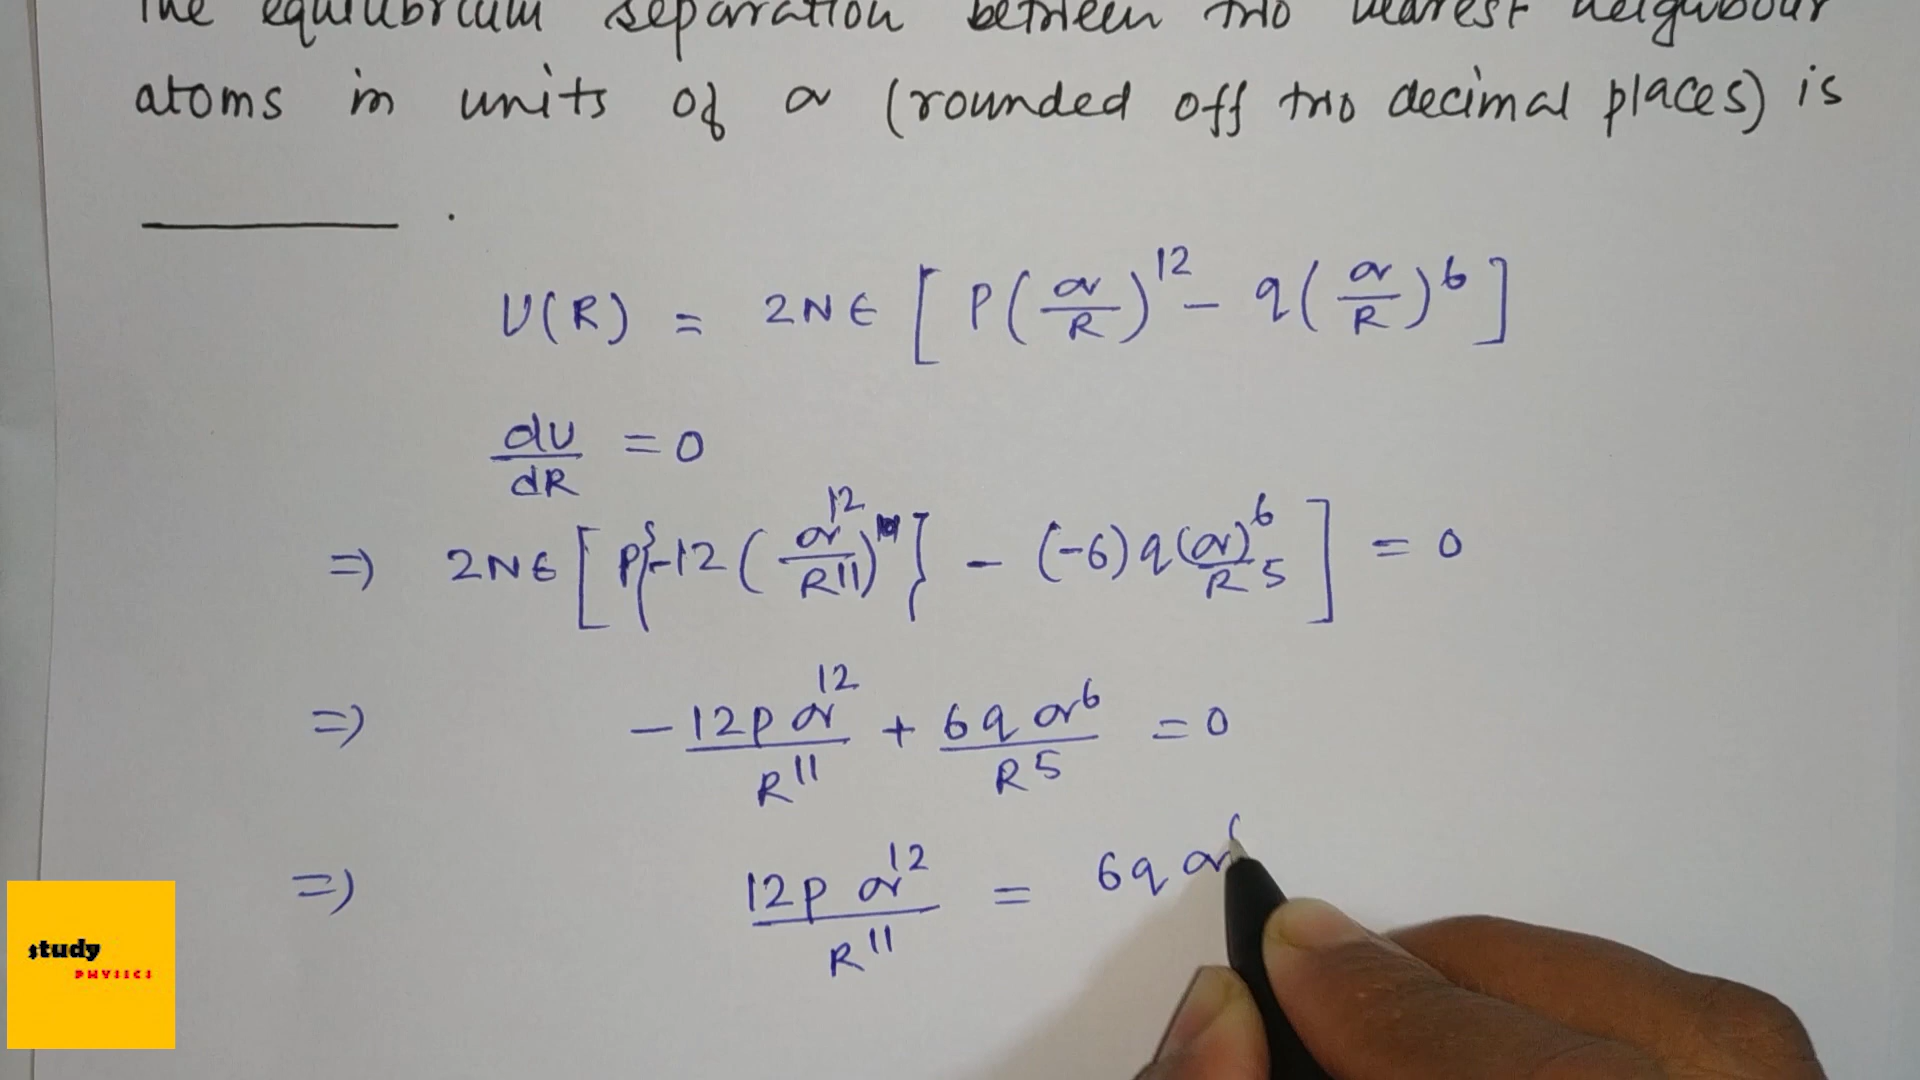 The equilibrium separation between two nearest neighbour
atoms in units of σ (rounded off two decimal places) is
________ .
U(R) = 2Nϵ [ P(σ/R)^12 - q(σ/R)^6 ]
dU/dR = 0
=> 2Nϵ [ P{-12 (σ^12/R^11)} - (-6) q (σ)^6/R^5 ] = 0
=> - 12pσ^12/R^11 + 6qσ^6/R^5 = 0
=> 12pσ^12/R^11 = 6qσ
study
PHYSICS